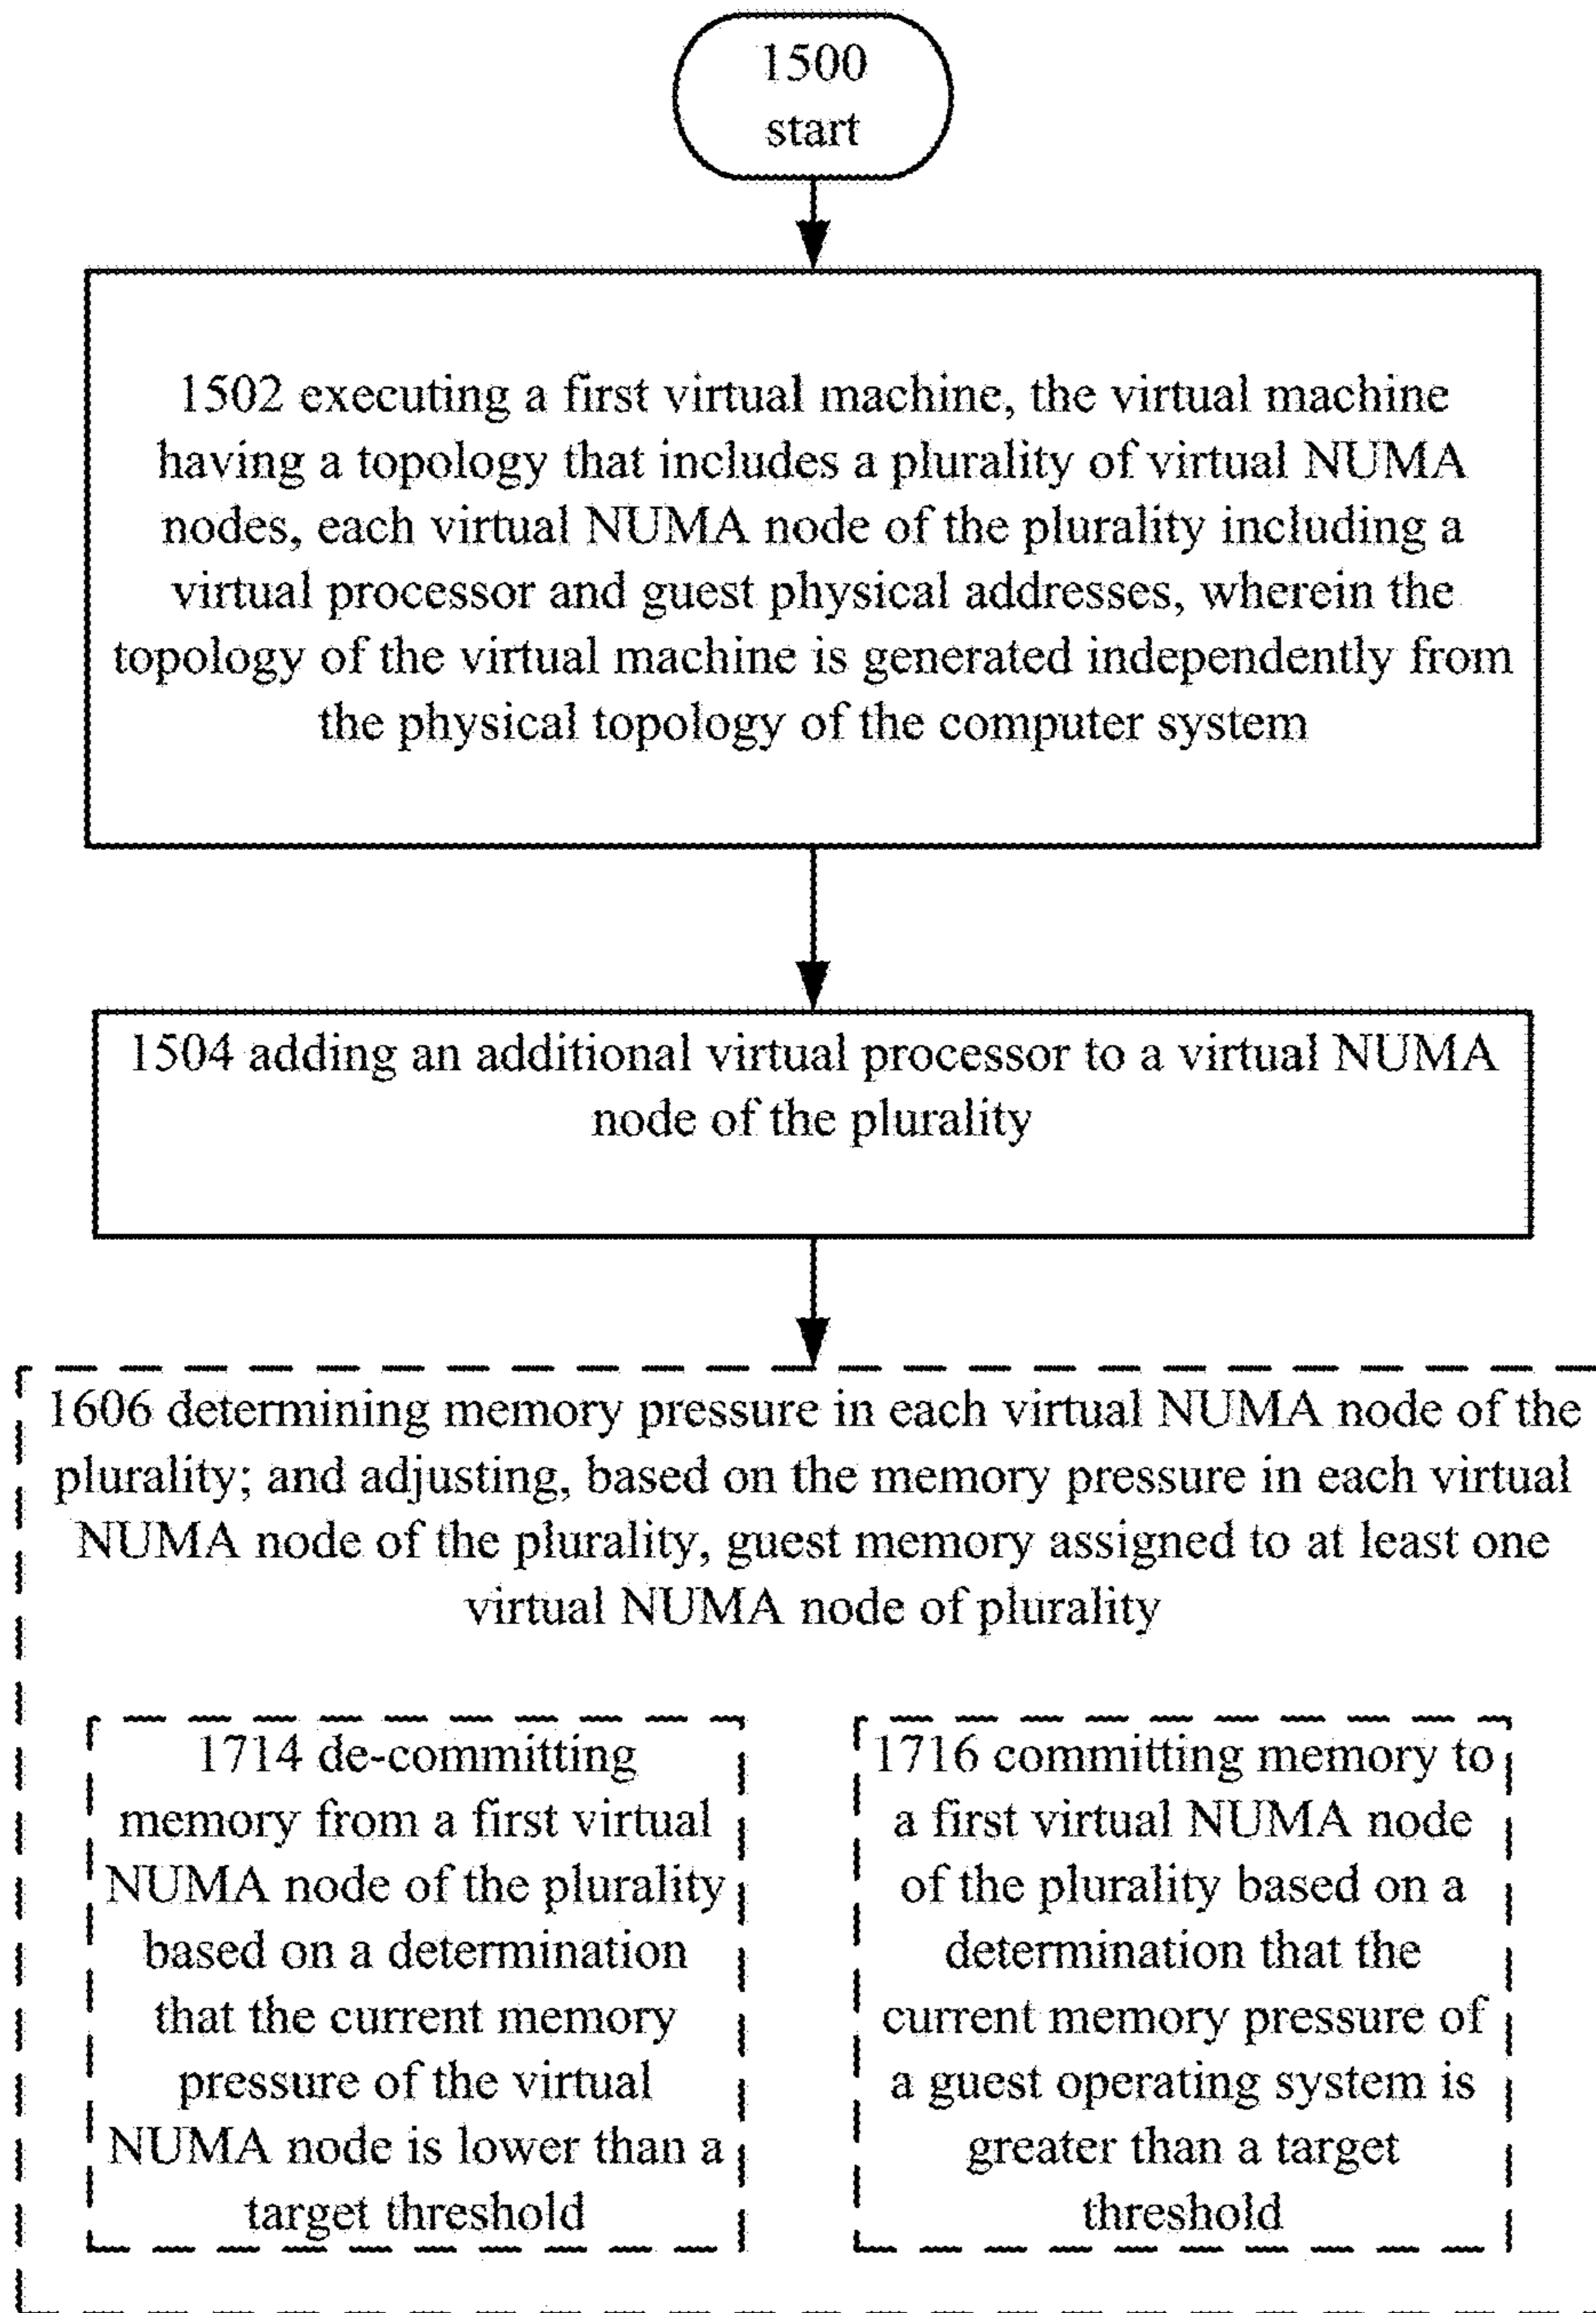 1500
start
1502 executing a first virtual machine, the virtual machine
having a topology that includes a plurality of virtual NUMA
nodes, each virtual NUMA node of the plurality including a
virtual processor and guest physical addresses, wherein the
topology of the virtual machine is generated independently from
the physical topology of the computer system
1504 adding an additional virtual processor to a virtual NUMA
node of the plurality
1606 determining memory pressure in each virtual NUMA node of the
plurality; and adjusting, based on the memory pressure in each virtual
NUMA node of the plurality, guest memory assigned to at least one
virtual NUMA node of plurality
1714 de-committing
memory from a first virtual
NUMA node of the plurality
based on a determination
that the current memory
pressure of the virtual
NUMA node is lower than a
target threshold
1716 committing memory to
a first virtual NUMA node
of the plurality based on a
determination that the
current memory pressure of
a guest operating system is
greater than a target
threshold